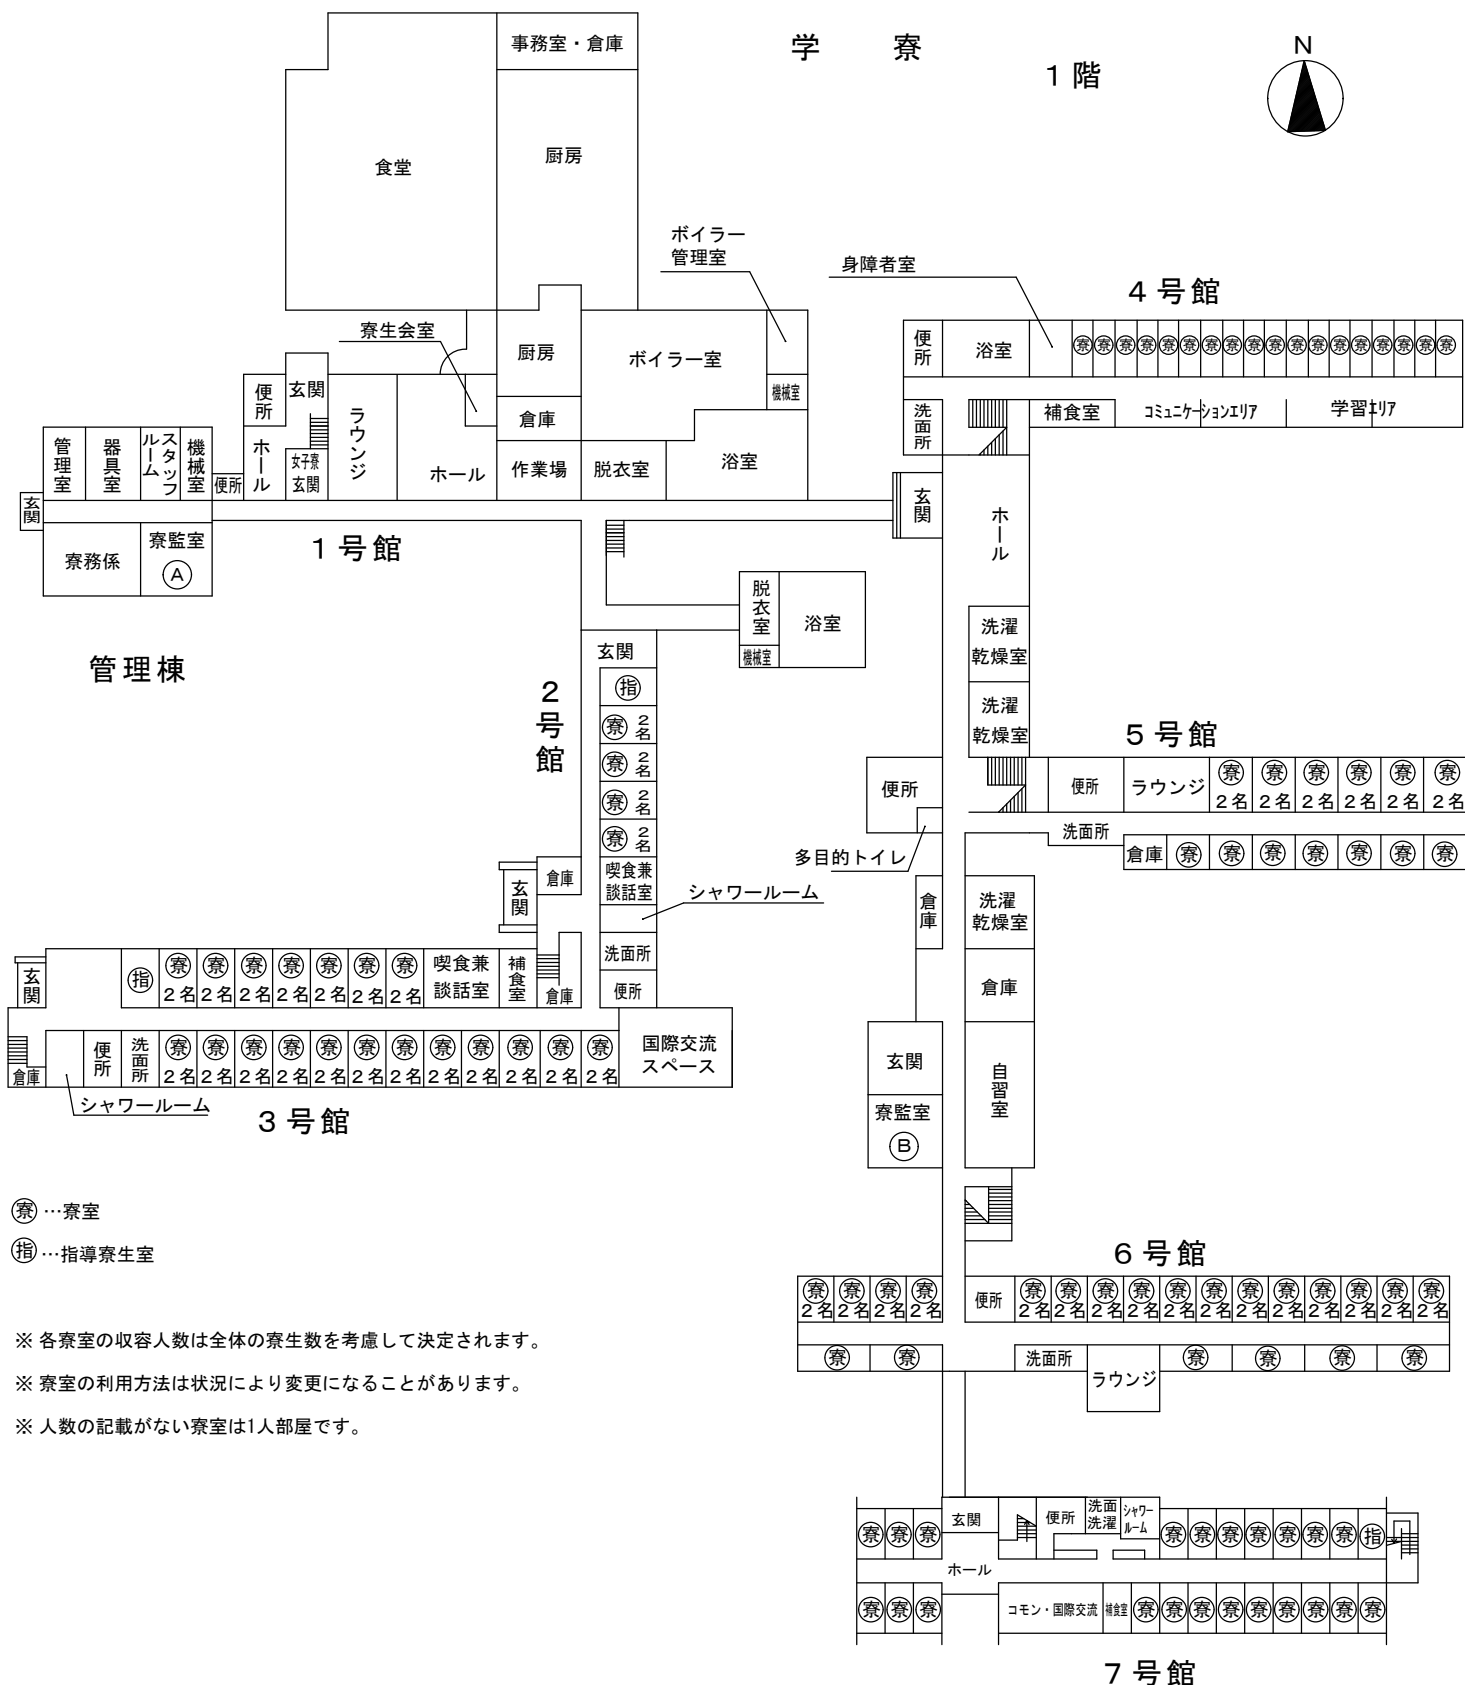 学　寮
1階
N
事務室・倉庫
食堂
厨房
ボイラー
管理室
身障者室
4号館
寮生会室
厨房
ボイラー室
機械室
便所
浴室
寮 寮 寮 寮 寮 寮 寮 寮 寮 寮 寮 寮 寮 寮 寮 寮 寮 寮
便所
玄関
ラウンジ
倉庫
洗面所
補食室
コミュニケーションエリア
学習エリア
管理室
器具室
スタッフ
ルーム
機械室
便所
ホール
女子寮
玄関
ホール
作業場
脱衣室
浴室
玄関
玄関
ホール
1号館
寮務係
寮監室
A
脱衣室
浴室
機械室
洗濯
乾燥室
管理棟
玄関
2号館
指
寮 2名
寮 2名
寮 2名
寮 2名
喫食兼
談話室
シャワールーム
洗面所
便所
洗濯
乾燥室
5号館
便所
多目的トイレ
便所
ラウンジ
寮 寮 寮 寮 寮 寮
2名 2名 2名 2名 2名 2名
洗面所
倉庫 寮 寮 寮 寮 寮 寮 寮
倉庫
玄関
倉庫
洗濯
乾燥室
倉庫
玄関
指
寮 寮 寮 寮 寮 寮 寮
2名 2名 2名 2名 2名 2名 2名
喫食兼
談話室
補食室
倉庫
倉庫
シャワールーム
便所
洗面所
寮 寮 寮 寮 寮 寮 寮 寮 寮 寮 寮 寮
2名 2名 2名 2名 2名 2名 2名 2名 2名 2名 2名 2名
国際交流
スペース
3号館
玄関
寮監室
B
自習室
寮…寮室
指…指導寮生室
6号館
寮 寮 寮 寮
2名 2名 2名 2名
便所
寮 寮 寮 寮 寮 寮 寮 寮 寮 寮 寮 寮
2名 2名 2名 2名 2名 2名 2名 2名 2名 2名 2名 2名
寮 寮
洗面所
ラウンジ
寮 寮 寮 寮
※ 各寮室の収容人数は全体の寮生数を考慮して決定されます。
※ 寮室の利用方法は状況により変更になることがあります。
※ 人数の記載がない寮室は1人部屋です。
寮 寮 寮
玄関
便所
洗面
洗濯
シャワー
ルーム
寮 寮 寮 寮 寮 寮 寮 指
ホール
寮 寮 寮
コモン・国際交流
補食室
寮 寮 寮 寮 寮 寮 寮 寮 寮
7号館